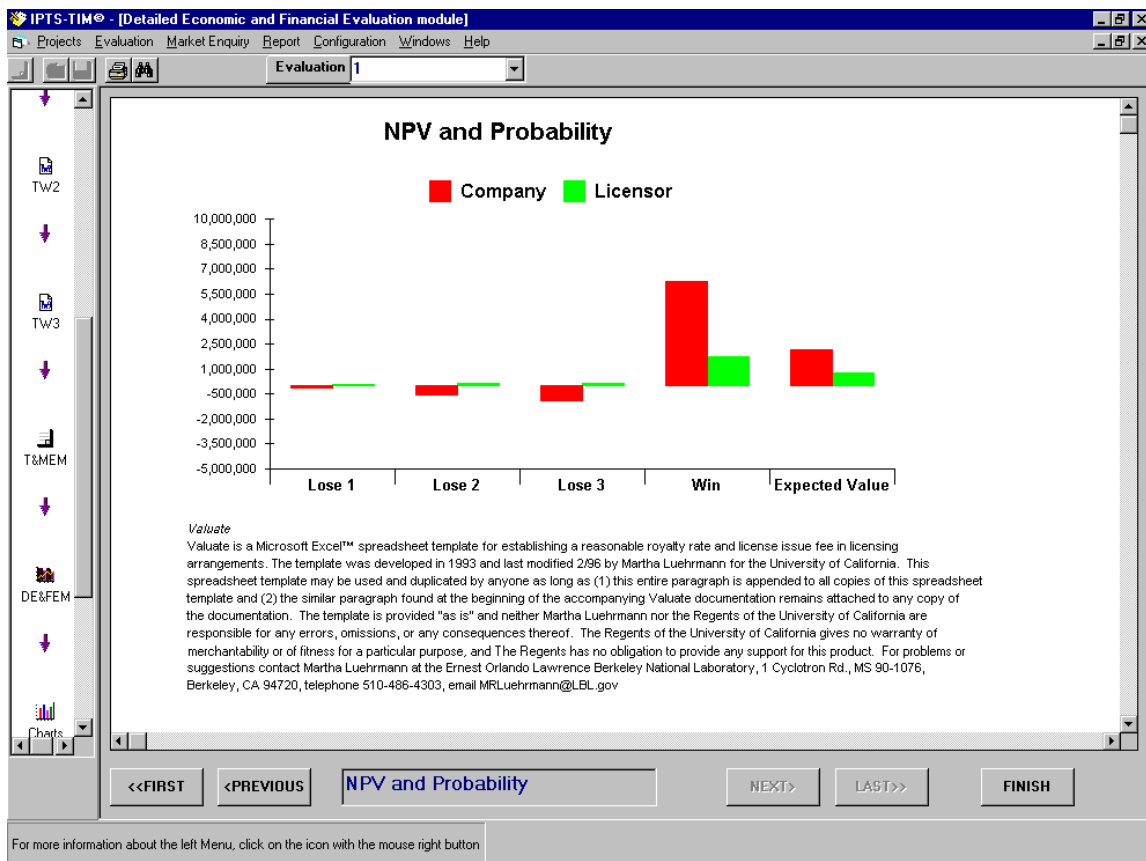 IPTS-TIM© - [Detailed Economic and Financial Evaluation module]
Projects Evaluation Market Enquiry Report Configuration Windows Help
Evaluation 1
TW2
TW3
T&MEM
DE&FEM
Charts
NPV and Probability
Company Licensor
10,000,000
8,500,000
7,000,000
5,500,000
4,000,000
2,500,000
1,000,000
-500,000
-2,000,000
-3,500,000
-5,000,000
Lose 1 Lose 2 Lose 3 Win Expected Value
Valuate
Valuate is a Microsoft Excel™ spreadsheet template for establishing a reasonable royalty rate and license issue fee in licensing
arrangements. The template was developed in 1993 and last modified 2/96 by Martha Luehrmann for the University of California. This
spreadsheet template may be used and duplicated by anyone as long as (1) this entire paragraph is appended to all copies of this spreadsheet
template and (2) the similar paragraph found at the beginning of the accompanying Valuate documentation remains attached to any copy of
the documentation. The template is provided "as is" and neither Martha Luehrmann nor the Regents of the University of California are
responsible for any errors, omissions, or any consequences thereof. The Regents of the University of California gives no warranty of
merchantability or of fitness for a particular purpose, and The Regents has no obligation to provide any support for this product. For problems or
suggestions contact Martha Luehrmann at the Ernest Orlando Lawrence Berkeley National Laboratory, 1 Cyclotron Rd., MS 90-1076,
Berkeley, CA 94720, telephone 510-486-4303, email MRLuehrmann@LBL.gov
<<FIRST <PREVIOUS NPV and Probability NEXT> LAST>> FINISH
For more information about the left Menu, click on the icon with the mouse right button